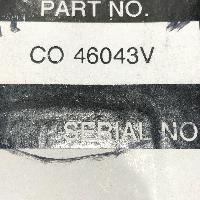 PART NO.
CO 46043V
SERIAL NO